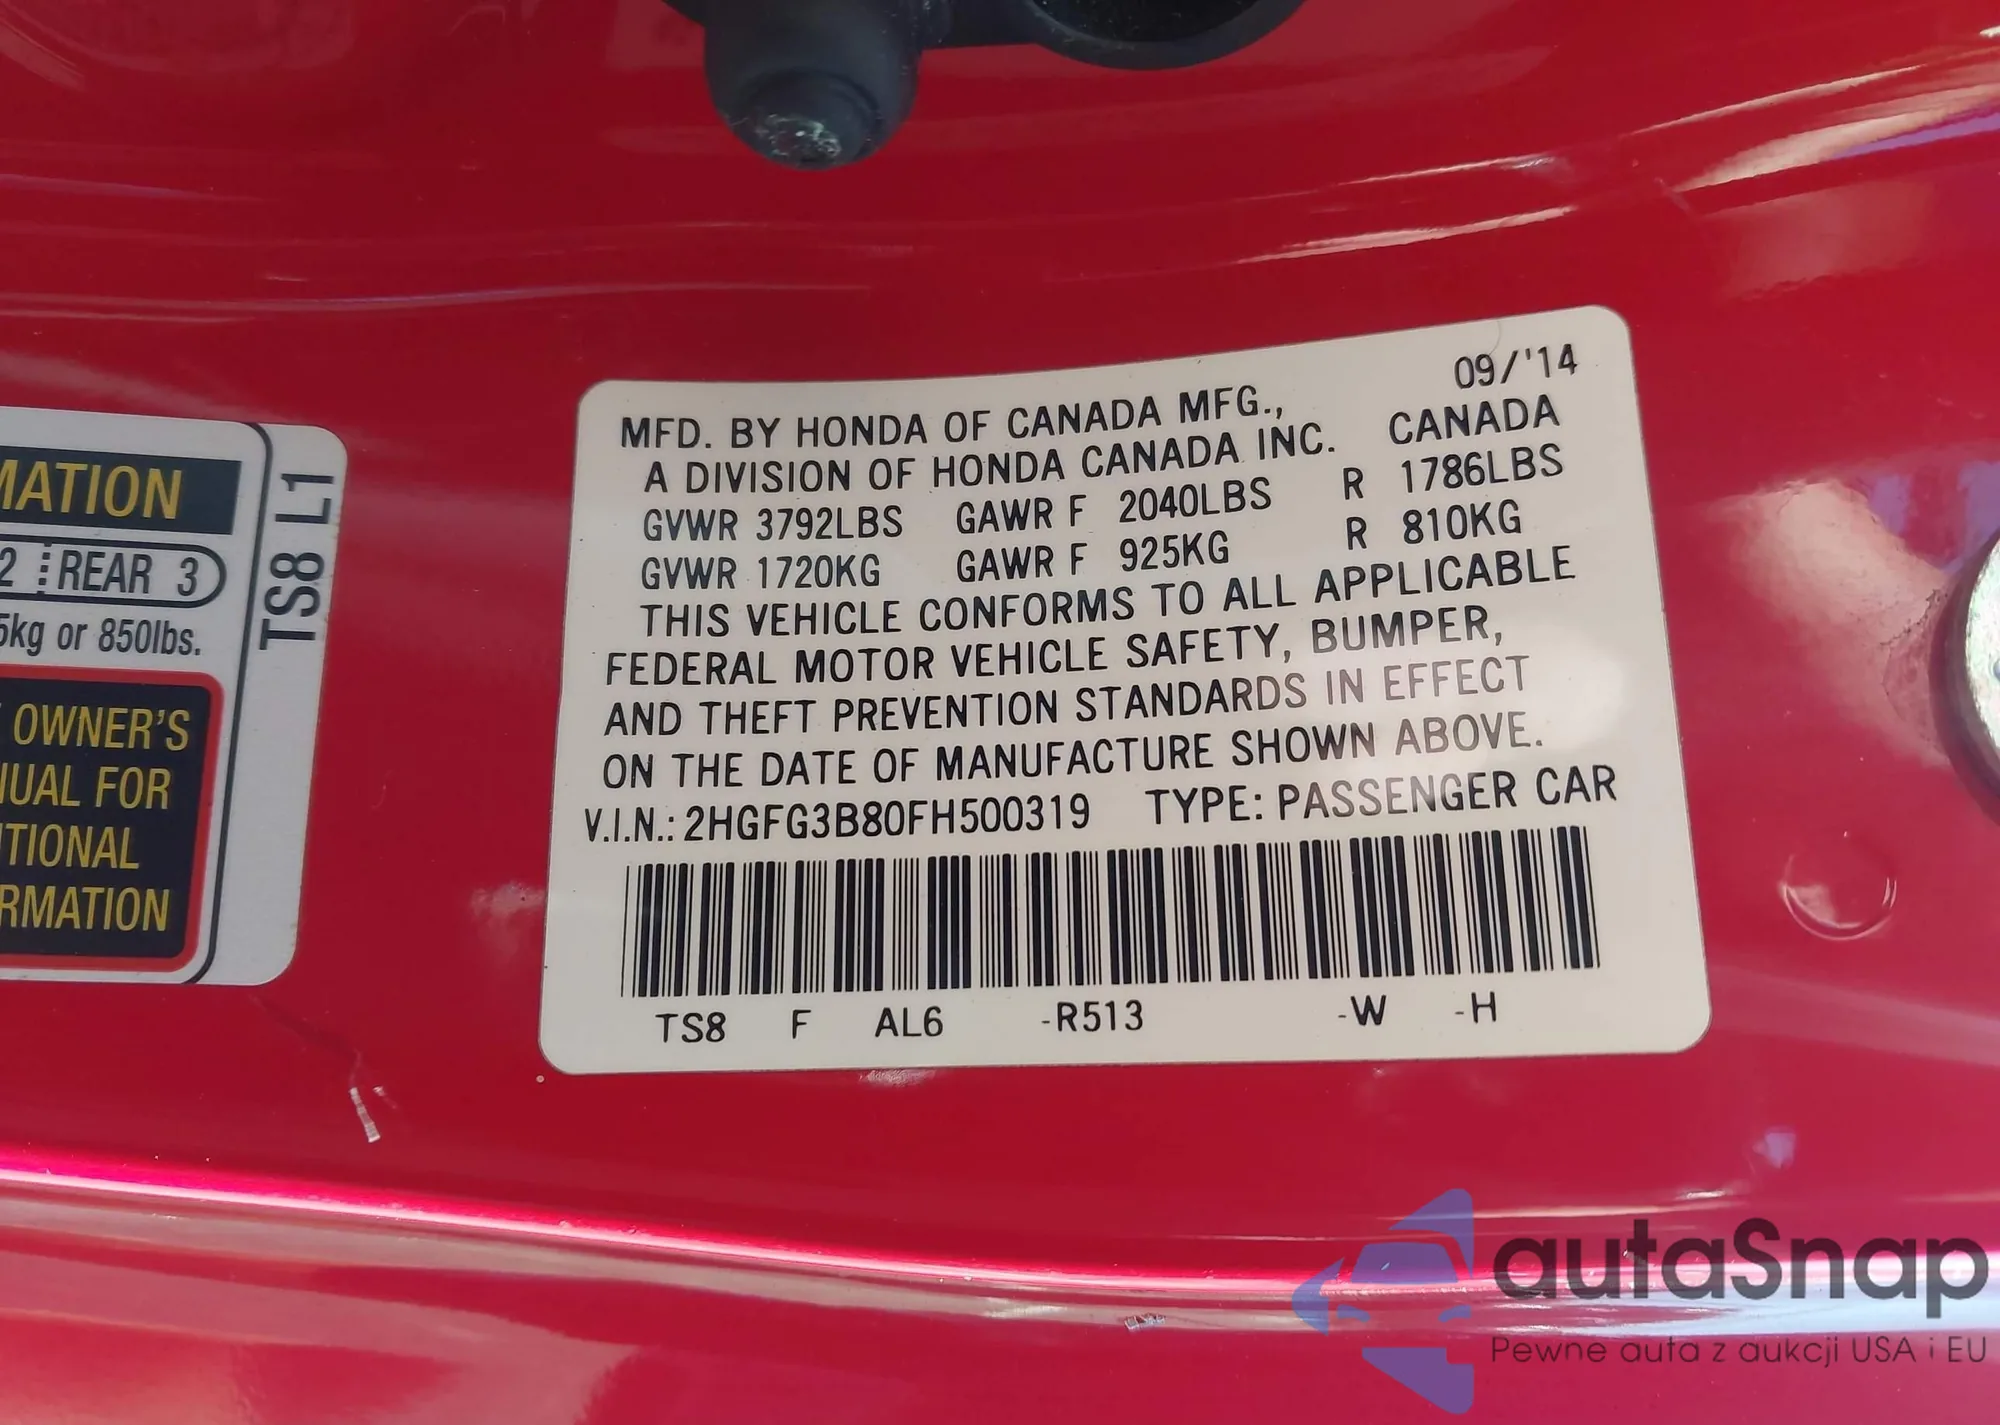 MATION
2 REAR 3
5kg or 850lbs.
OWNER'S
UAL FOR
TIONAL
RMATION
TS8 L1
09/'14
MFD. BY HONDA OF CANADA MFG.,
A DIVISION OF HONDA CANADA INC. CANADA
GVWR 3792LBS GAWR F 2040LBS R 1786LBS
GVWR 1720KG GAWR F 925KG R 810KG
THIS VEHICLE CONFORMS TO ALL APPLICABLE
FEDERAL MOTOR VEHICLE SAFETY, BUMPER,
AND THEFT PREVENTION STANDARDS IN EFFECT
ON THE DATE OF MANUFACTURE SHOWN ABOVE.
V.I.N.: 2HGFG3B80FH500319 TYPE: PASSENGER CAR
TS8 F AL6 -R513 -W -H
autaSnap
Pewne auta z aukcji USA i EU